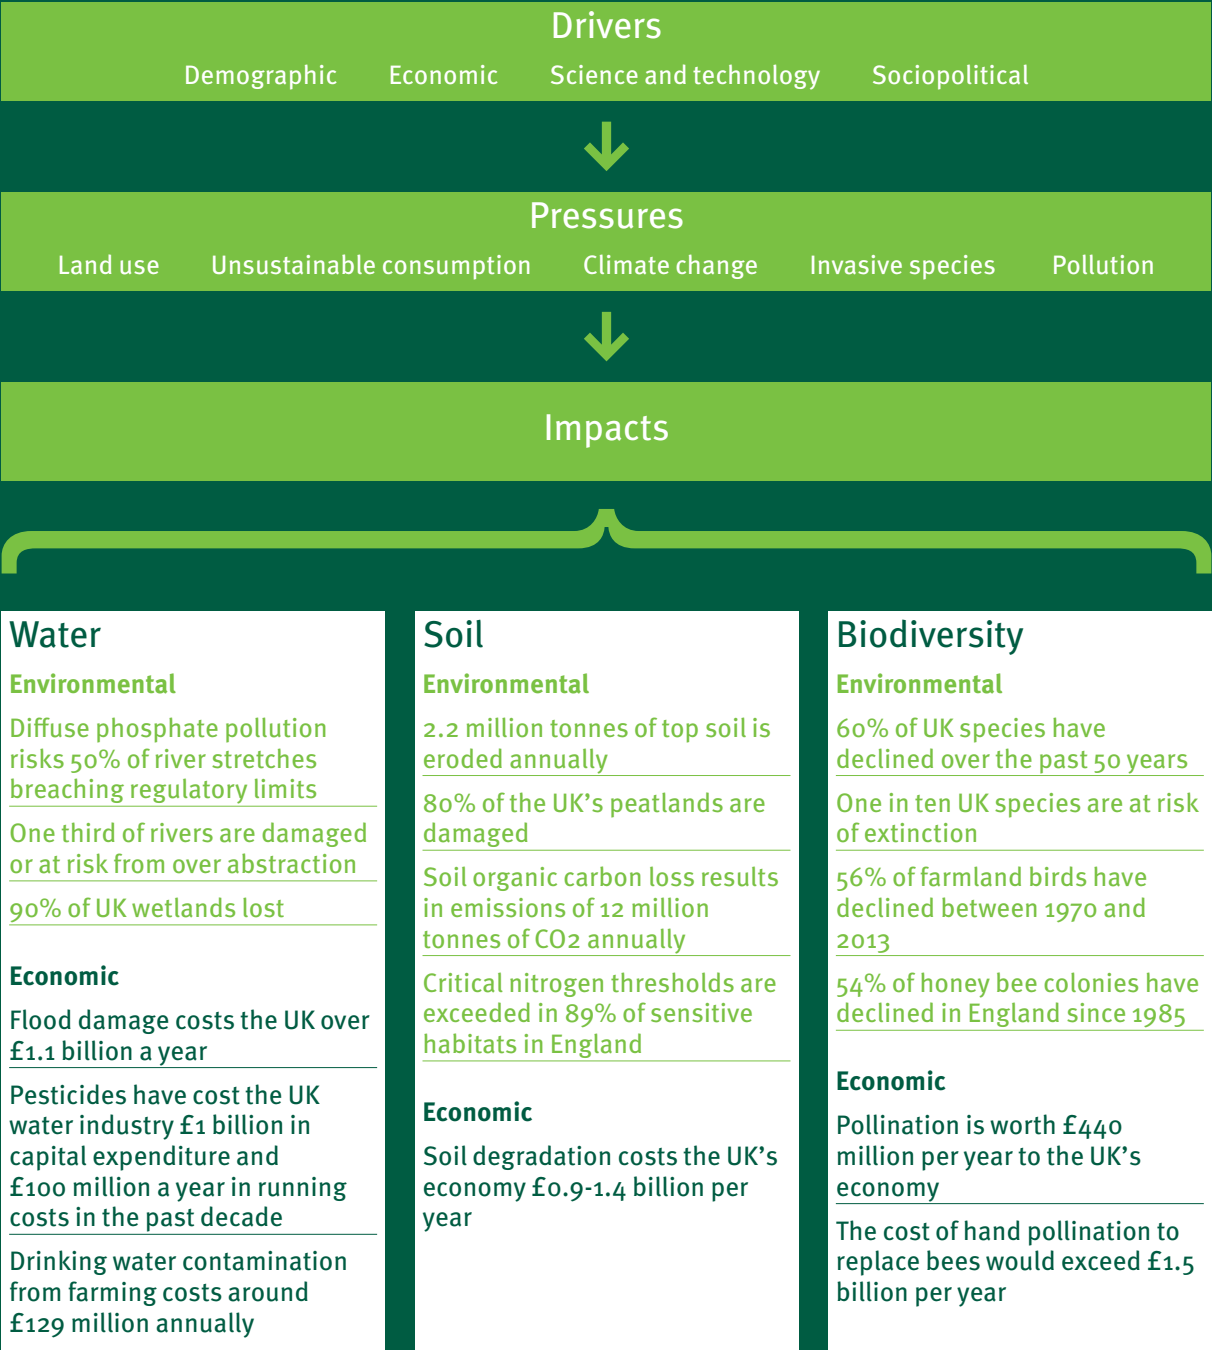 Drivers
Demographic Economic Science and technology Sociopolitical
Pressures
Land use Unsustainable consumption Climate change Invasive species Pollution
Impacts
Water
Environmental
Diffuse phosphate pollution
risks 50% of river stretches
breaching regulatory limits
One third of rivers are damaged
or at risk from over abstraction
90% of UK wetlands lost
Economic
Flood damage costs the UK over
£1.1 billion a year
Pesticides have cost the UK
water industry £1 billion in
capital expenditure and
£100 million a year in running
costs in the past decade
Drinking water contamination
from farming costs around
£129 million annually
Soil
Environmental
2.2 million tonnes of top soil is
eroded annually
80% of the UK’s peatlands are
damaged
Soil organic carbon loss results
in emissions of 12 million
tonnes of CO2 annually
Critical nitrogen thresholds are
exceeded in 89% of sensitive
habitats in England
Economic
Soil degradation costs the UK’s
economy £0.9-1.4 billion per
year
Biodiversity
Environmental
60% of UK species have
declined over the past 50 years
One in ten UK species are at risk
of extinction
56% of farmland birds have
declined between 1970 and
2013
54% of honey bee colonies have
declined in England since 1985
Economic
Pollination is worth £440
million per year to the UK’s
economy
The cost of hand pollination to
replace bees would exceed £1.5
billion per year